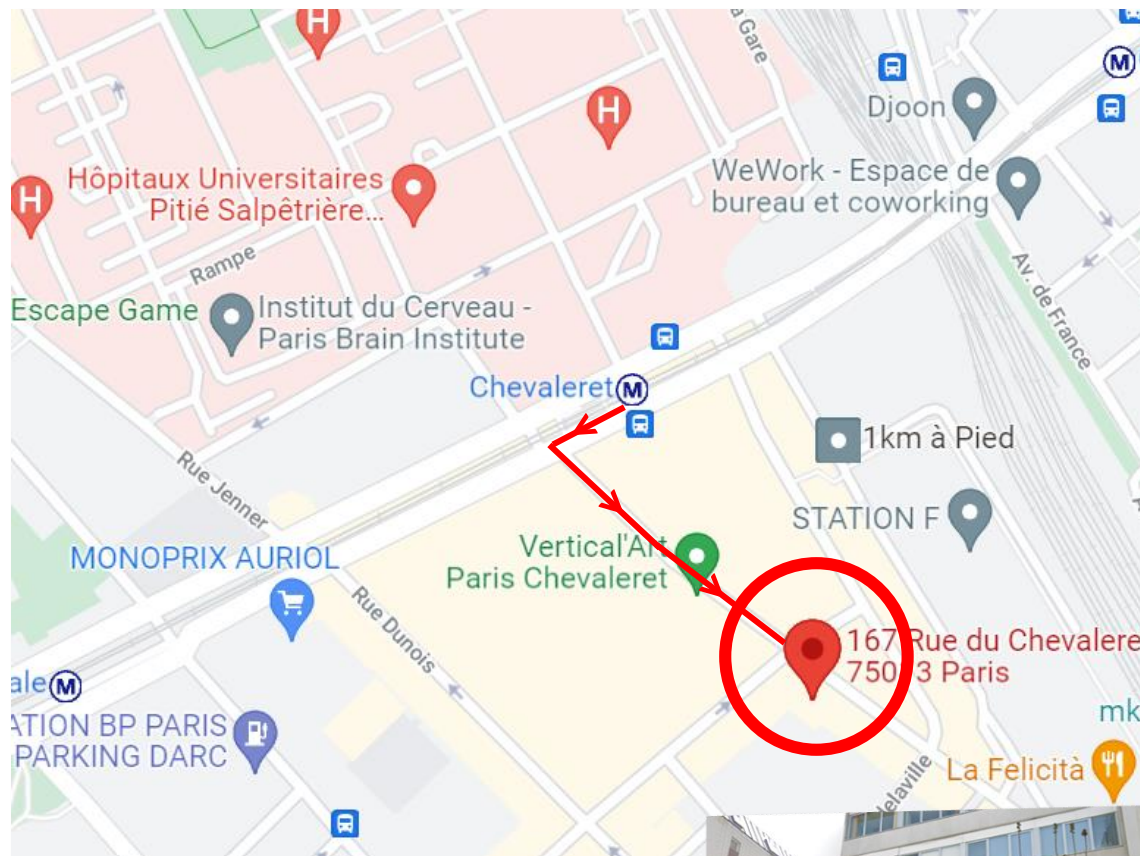 H
a Gare
M
Djoon
H
WeWork - Espace de
bureau et coworking
Hôpitaux Universitaires
Pitié Salpêtrière...
H
Rampe
Av. de France
Escape Game
Institut du Cerveau -
Paris Brain Institute
Chevaleret M
1km à Pied
Rue Jenner
STATION F
Vertical'Art
Paris Chevaleret
MONOPRIX AURIOL
Rue Dunois
167 Rue du Chevalere
750 3 Paris
ale M
ATION BP PARIS
PARKING DARC
mk
La Felicità
delaville